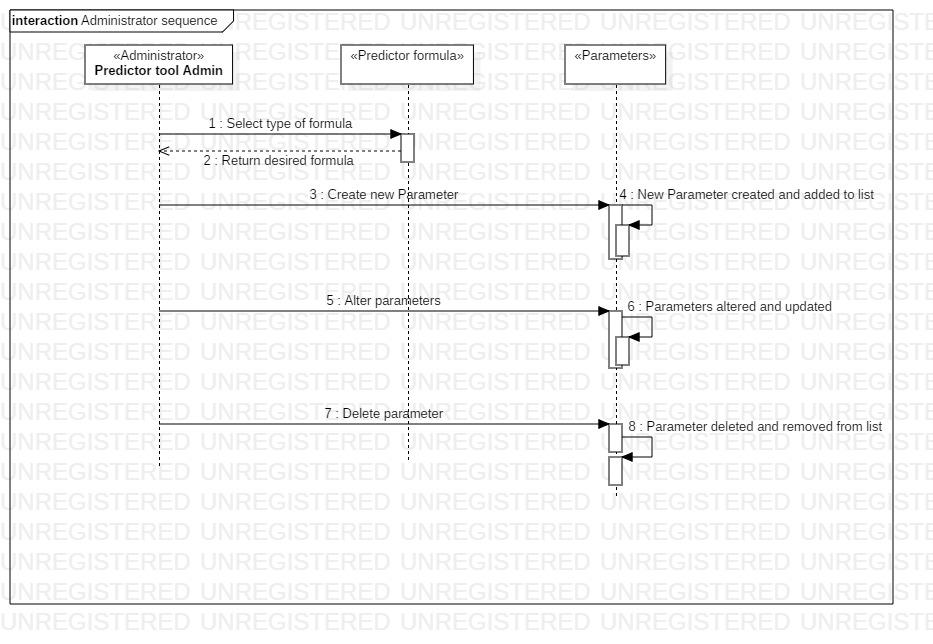 interaction Administrator sequence
«Administrator»
Predictor tool Admin
«Predictor formula»
«Parameters»
1 : Select type of formula
2 : Return desired formula
3 : Create new Parameter
4 : New Parameter created and added to list
5 : Alter parameters
6 : Parameters altered and updated
7 : Delete parameter
8 : Parameter deleted and removed from list
UNREGISTERED